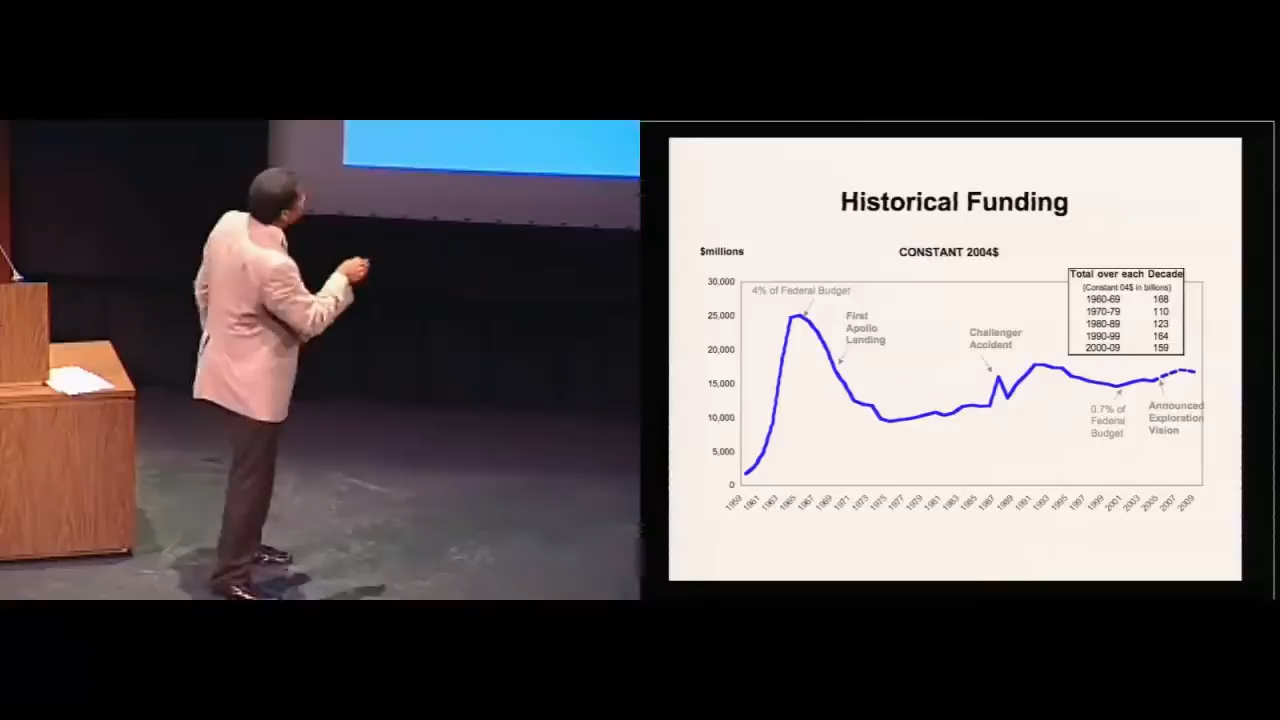 Historical Funding
$millions
CONSTANT 2004$
30,000
25,000
20,000
15,000
10,000
5,000
0
4% of Federal Budget
First
Apollo
Landing
Challenger
Accident
0.7% of
Federal
Budget
Announced
Exploration
Vision
Total over each Decade
(Constant 04$ in billions)
1960-69 168
1970-79 110
1980-89 123
1990-99 164
2000-09 159
1959 1961 1963 1965 1967 1969 1971 1973 1975 1977 1979 1981 1983 1985 1987 1989 1991 1993 1995 1997 1999 2001 2003 2005 2007 2009